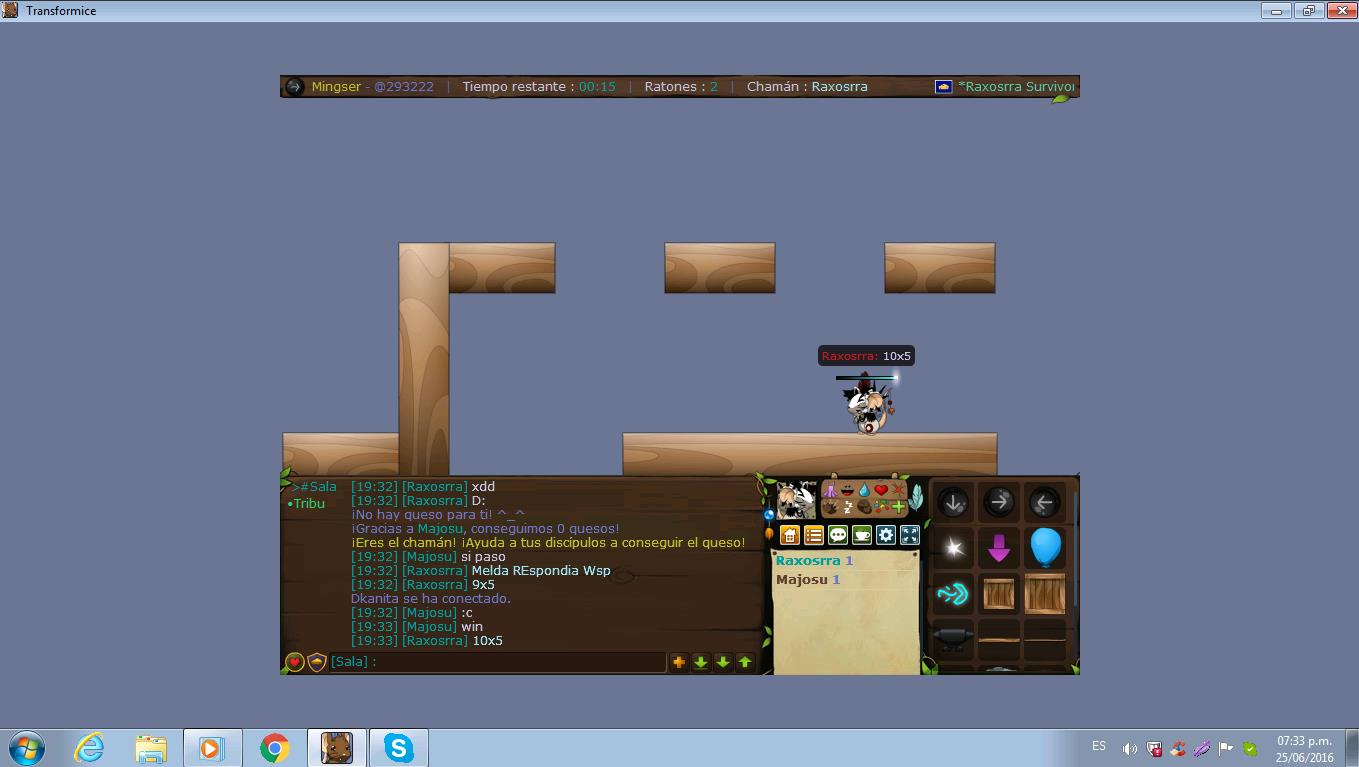 Transformice
Mingser - @293222 | Tiempo restante : 00:15 | Ratones : 2 | Chamán : Raxosrra
*Raxosrra Survivor
Raxosrra: 10x5
>#Sala
•Tribu
[19:32] [Raxosrra] xdd
[19:32] [Raxosrra] D:
¡No hay queso para ti! ^_^
¡Gracias a Majosu, conseguimos 0 quesos!
¡Eres el chamán! ¡Ayuda a tus discípulos a conseguir el queso!
[19:32] [Majosu] si paso
[19:32] [Raxosrra] Melda REspondia Wsp
[19:32] [Raxosrra] 9x5
Dkanita se ha conectado.
[19:32] [Majosu] :c
[19:33] [Majosu] win
[19:33] [Raxosrra] 10x5
[Sala] :
Raxosrra 1
Majosu 1
ES
07:33 p.m.
25/06/2016